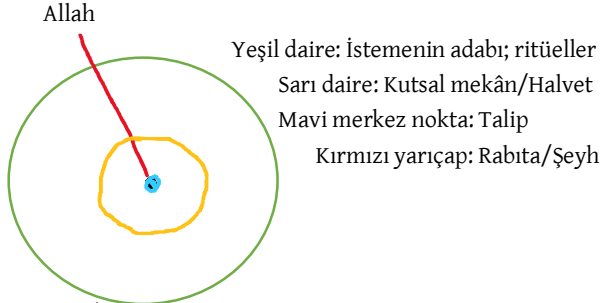 Allah
Yeşil daire: İstemenin adabı; ritüeller
Sarı daire: Kutsal mekân/Halvet
Mavi merkez nokta: Talip
Kırmızı yarıçap: Rabıta/Şeyh